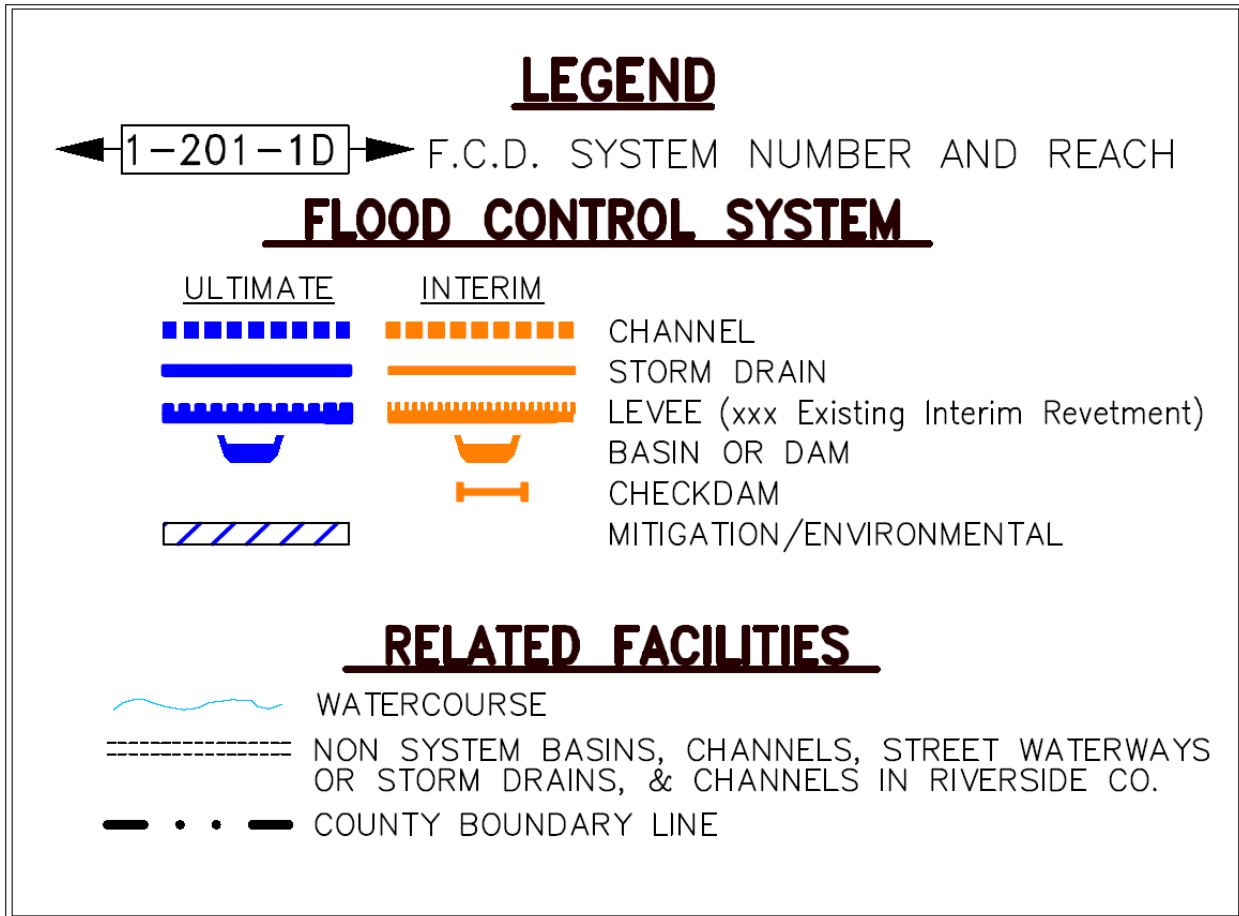 LEGEND
1-201-1D F.C.D. SYSTEM NUMBER AND REACH
FLOOD CONTROL SYSTEM
ULTIMATE INTERIM
CHANNEL
STORM DRAIN
LEVEE (xxx Existing Interim Revetment)
BASIN OR DAM
CHECKDAM
MITIGATION/ENVIRONMENTAL
RELATED FACILITIES
WATERCOURSE
NON SYSTEM BASINS, CHANNELS, STREET WATERWAYS
OR STORM DRAINS, & CHANNELS IN RIVERSIDE CO.
COUNTY BOUNDARY LINE